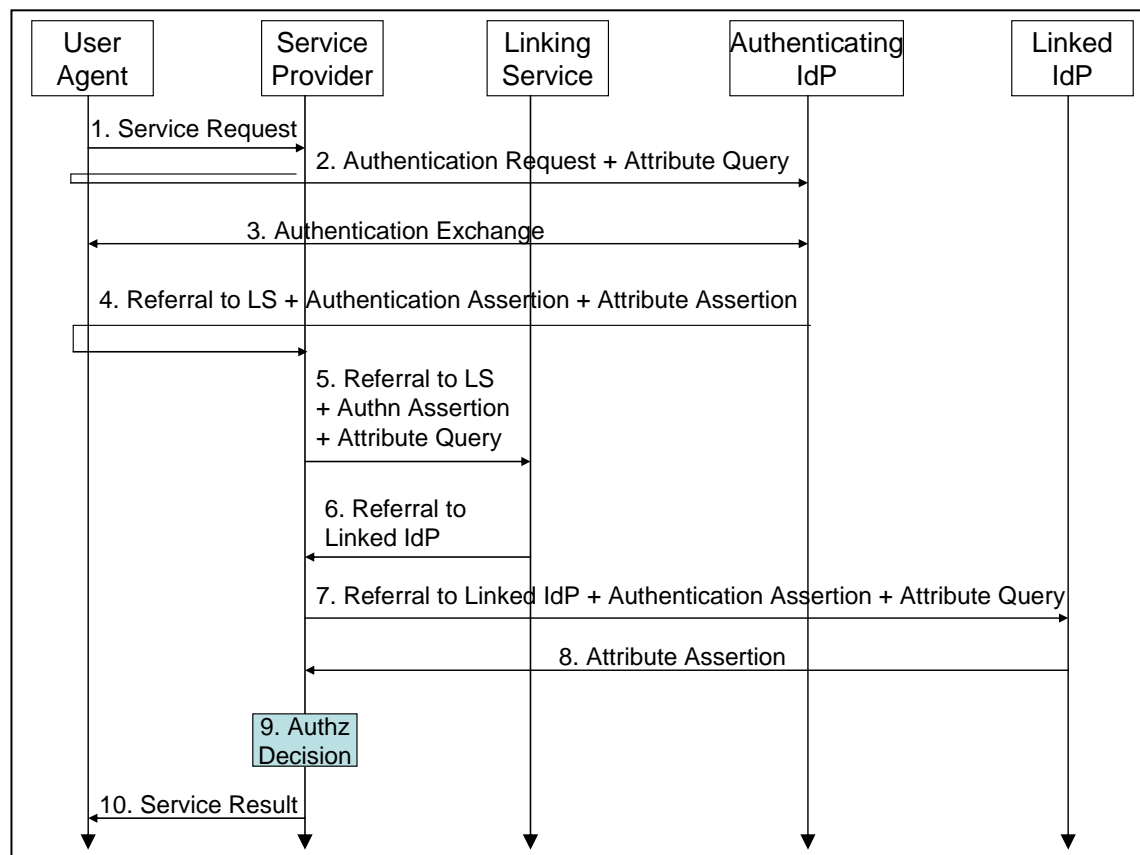 User
Agent
Service
Provider
Linking
Service
Authenticating
IdP
Linked
IdP
1. Service Request
2. Authentication Request + Attribute Query
3. Authentication Exchange
4. Referral to LS + Authentication Assertion + Attribute Assertion
5. Referral to LS
+ Authn Assertion
+ Attribute Query
6. Referral to
Linked IdP
7. Referral to Linked IdP + Authentication Assertion + Attribute Query
8. Attribute Assertion
9. Authz
Decision
10. Service Result